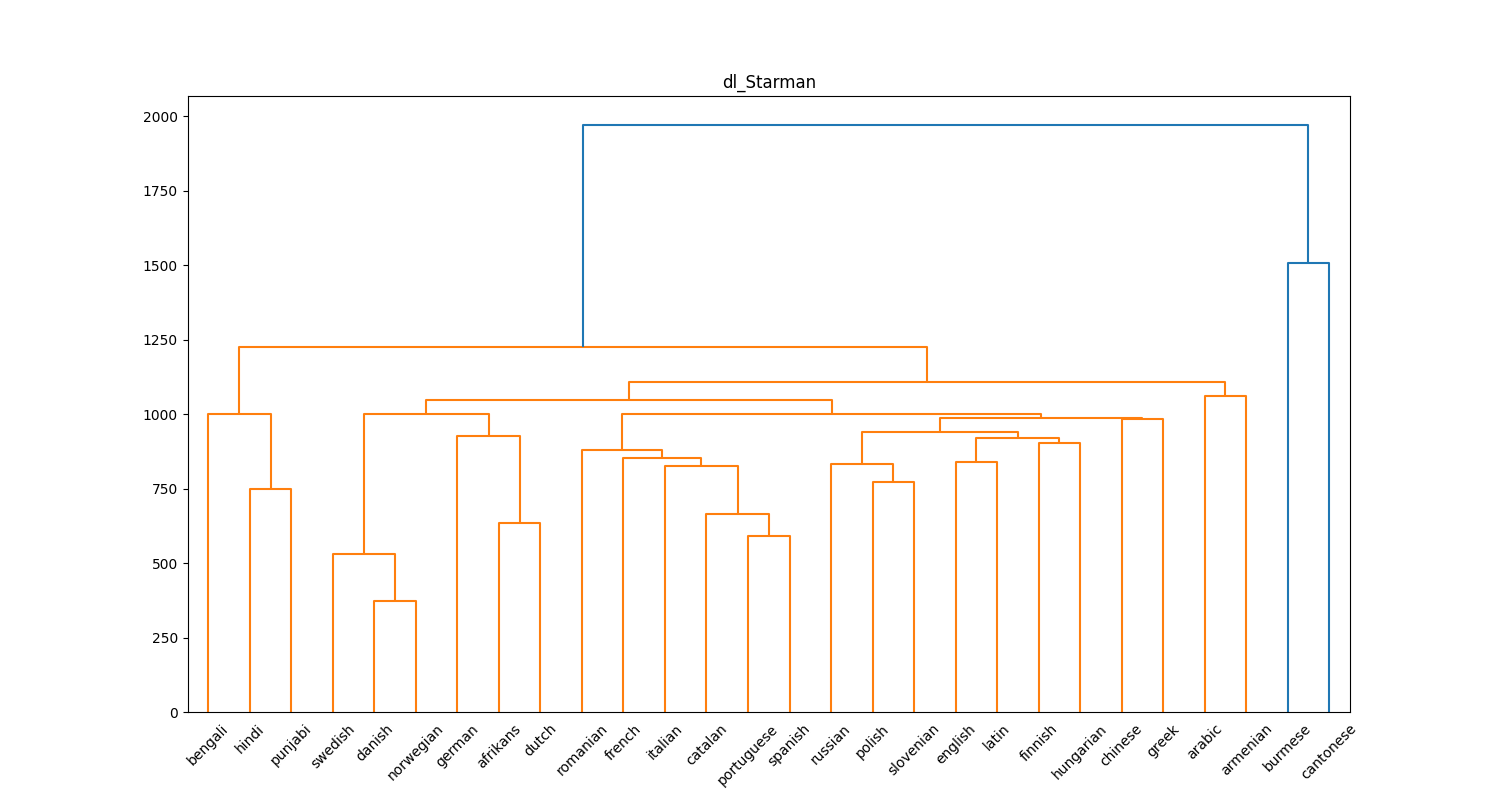 dl_Starman
2000
1750
1500
1250
1000
750
500
250
0
bengali
hindi
punjabi
swedish
danish
norwegian
german
afrikans
dutch
romanian
french
italian
catalan
portuguese
spanish
russian
polish
slovenian
english
latin
finnish
hungarian
chinese
greek
arabic
armenian
burmese
cantonese